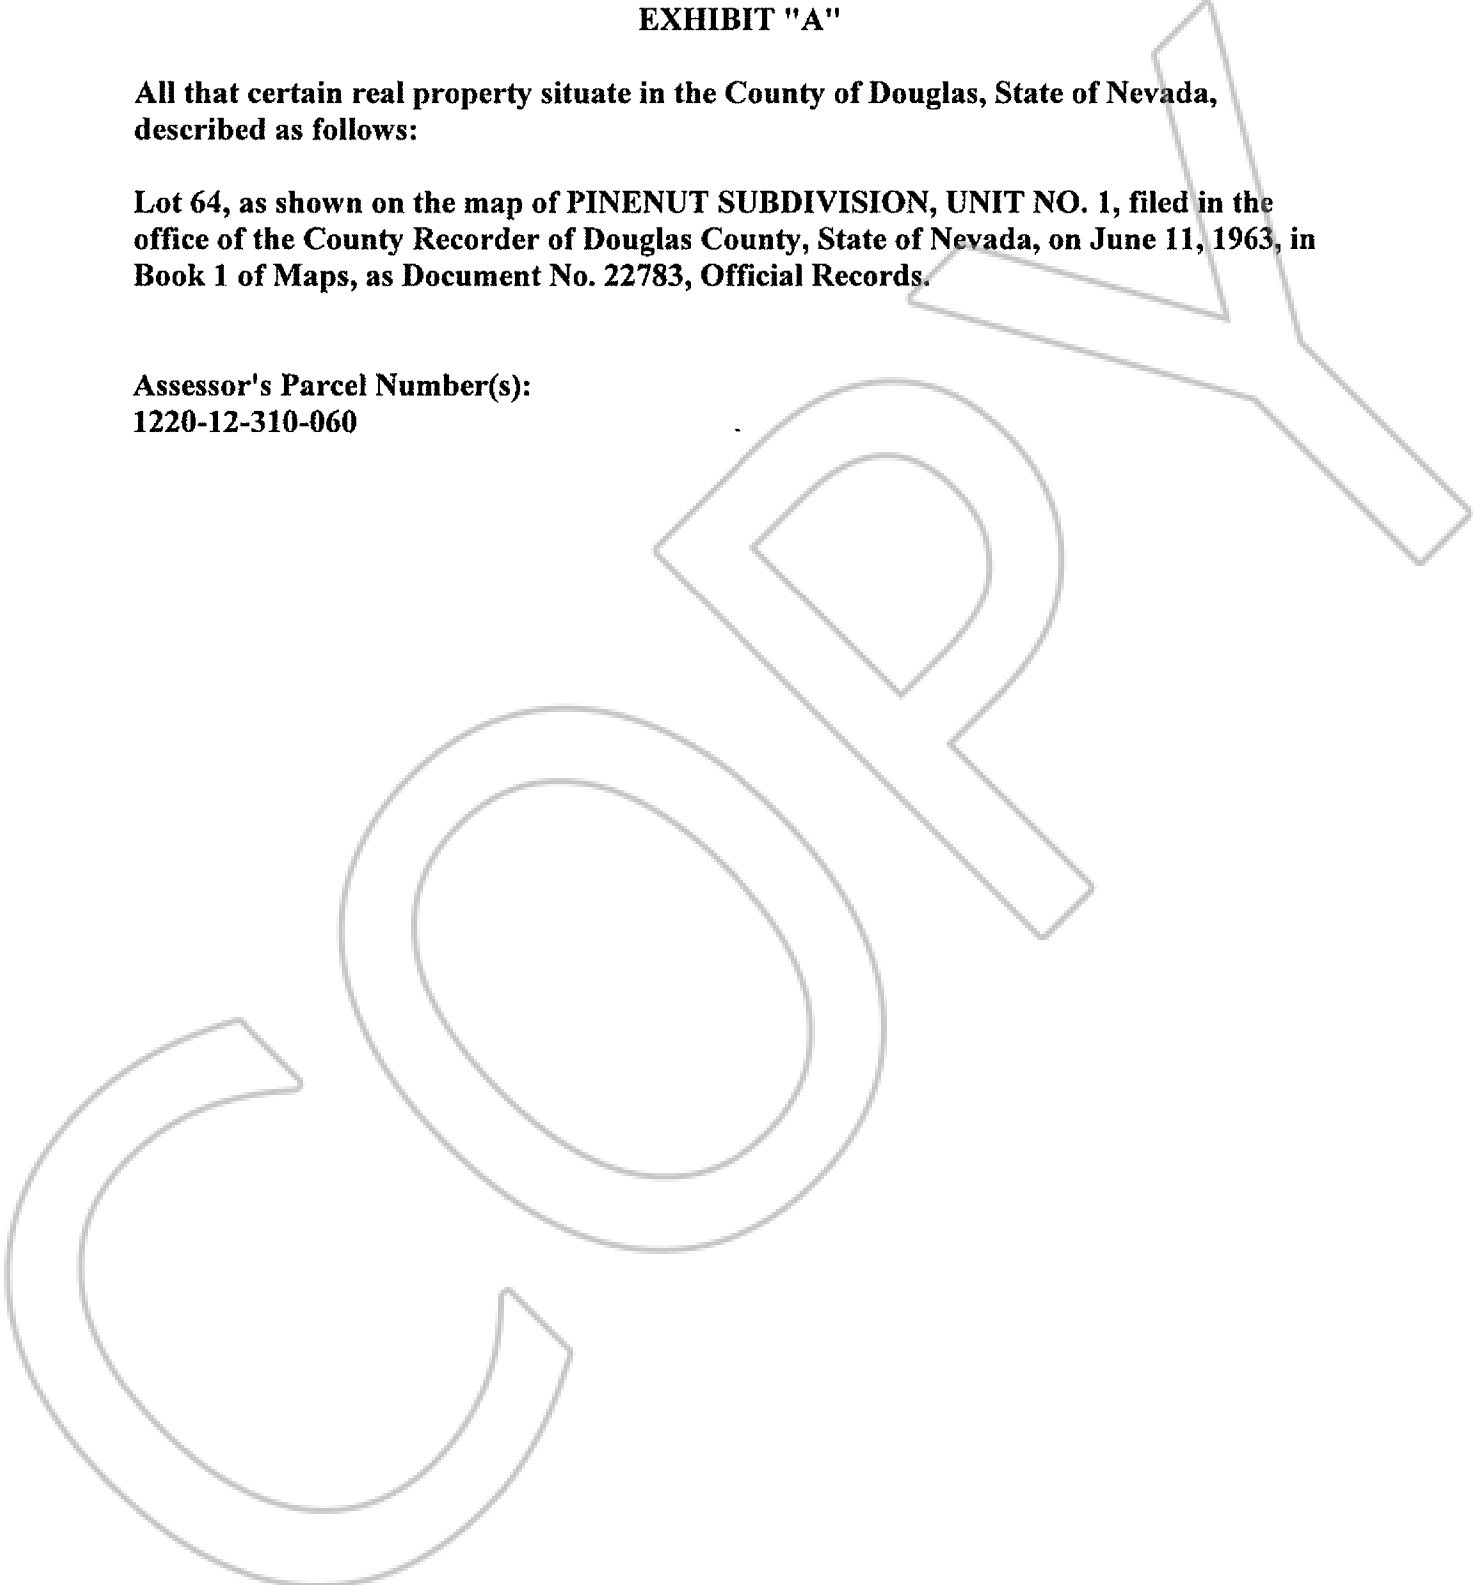 EXHIBIT "A"
All that certain real property situate in the County of Douglas, State of Nevada,
described as follows:
Lot 64, as shown on the map of PINENUT SUBDIVISION, UNIT NO. 1, filed in the
office of the County Recorder of Douglas County, State of Nevada, on June 11, 1963, in
Book 1 of Maps, as Document No. 22783, Official Records.
Assessor's Parcel Number(s):
1220-12-310-060
COPY